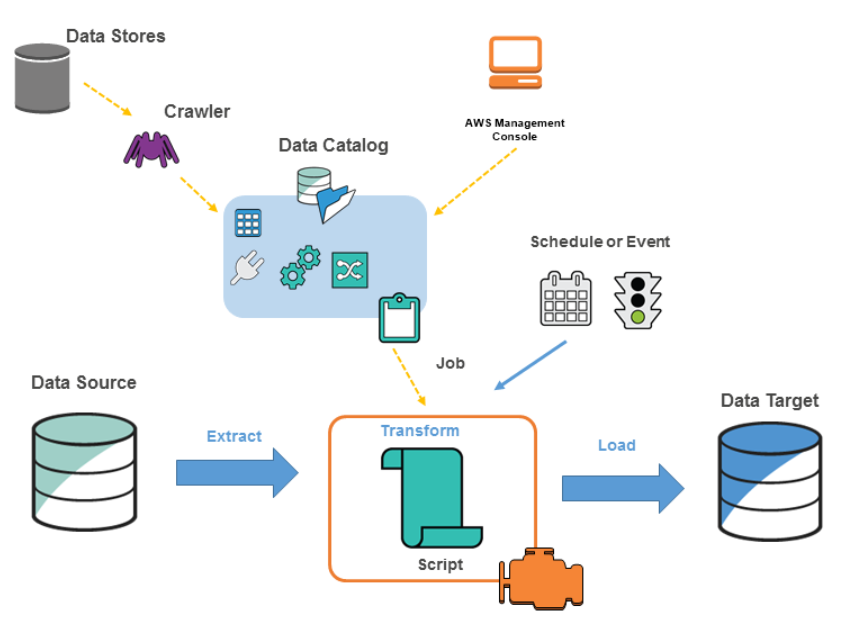 Data Stores
Crawler
AWS Management
Console
Data Catalog
Schedule or Event
Job
Data Source
Data Target
Extract
Transform
Load
Script